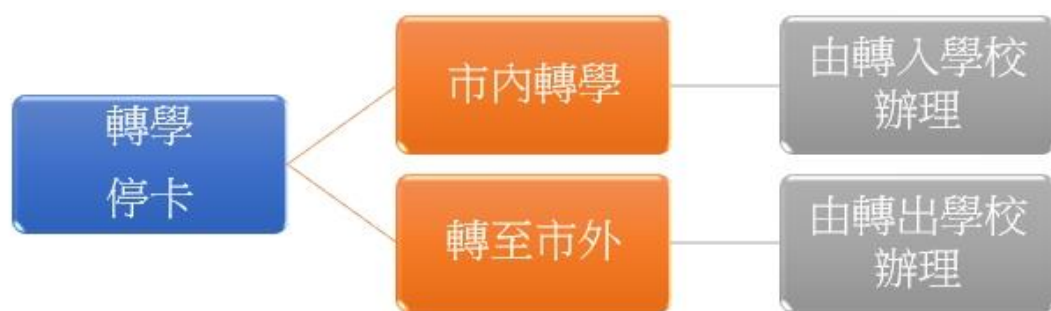 轉學
停卡
市內轉學
由轉入學校
辦理
轉至市外
由轉出學校
辦理